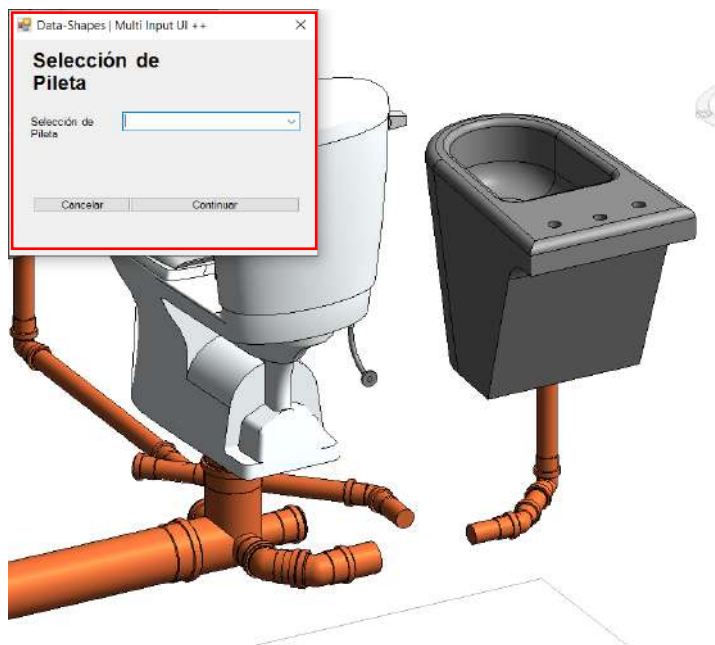 Data-Shapes | Multi Input UI ++
Selección de
Pileta
Selección de
Pileta
Cancelar
Continuar